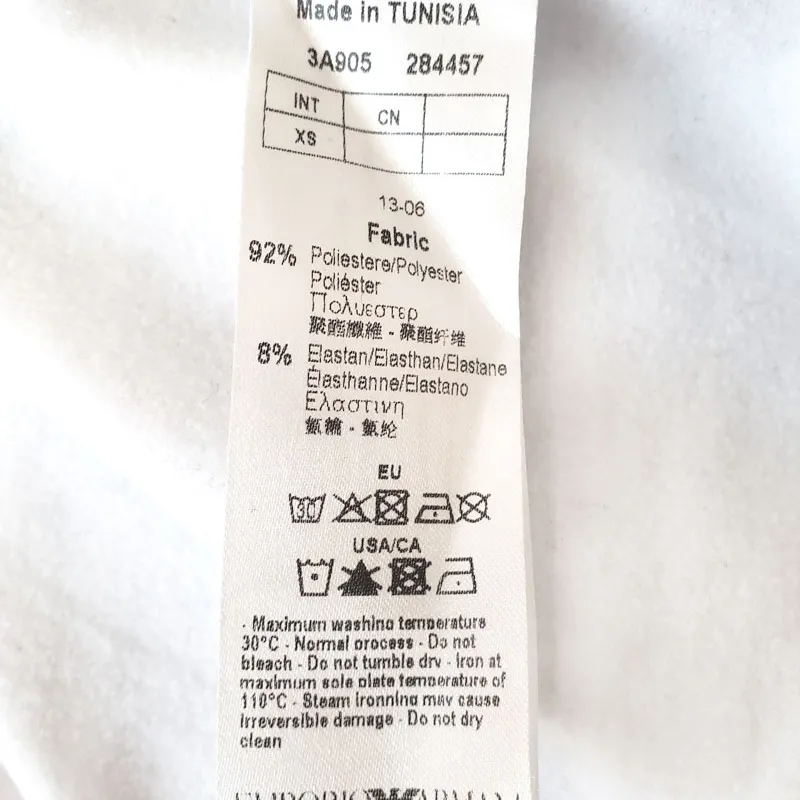 Made in TUNISIA
3A905 284457
INT CN
XS
13-06
Fabric
92% Poliestere/Polyester
Poliéster
Πολυεστερ
聚酯纖維 - 聚酯纤维
8% Elastan/Elasthan/Elastane
Élasthanne/Elastano
Ελαστινη
氨纶
EU
30
USA/CA
- Maximum washing temperature
30°C - Normal process - Do not
bleach - Do not tumble dry - Iron at
maximum sole plate temperature of
110°C - Steam ironning may cause
irreversible damage - Do not dry
clean
EMPORIO ARMANI